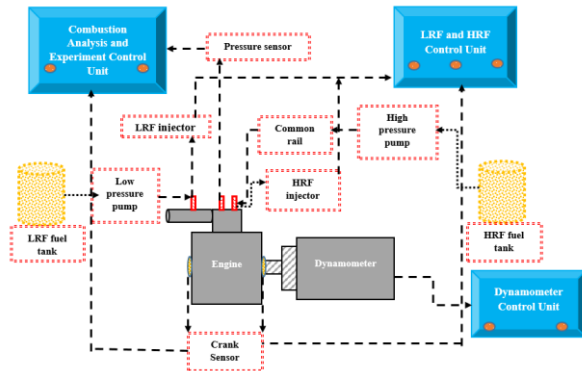 Combustion
Analysis and
Experiment Control
Unit
Pressure sensor
LRF and HRF
Control Unit
LRF injector
Common
rail
High
pressure
pump
Low
pressure
pump
HRF
injector
LRF fuel
tank
HRF fuel
tank
Engine
Dynamometer
Dynamometer
Control Unit
Crank
Sensor